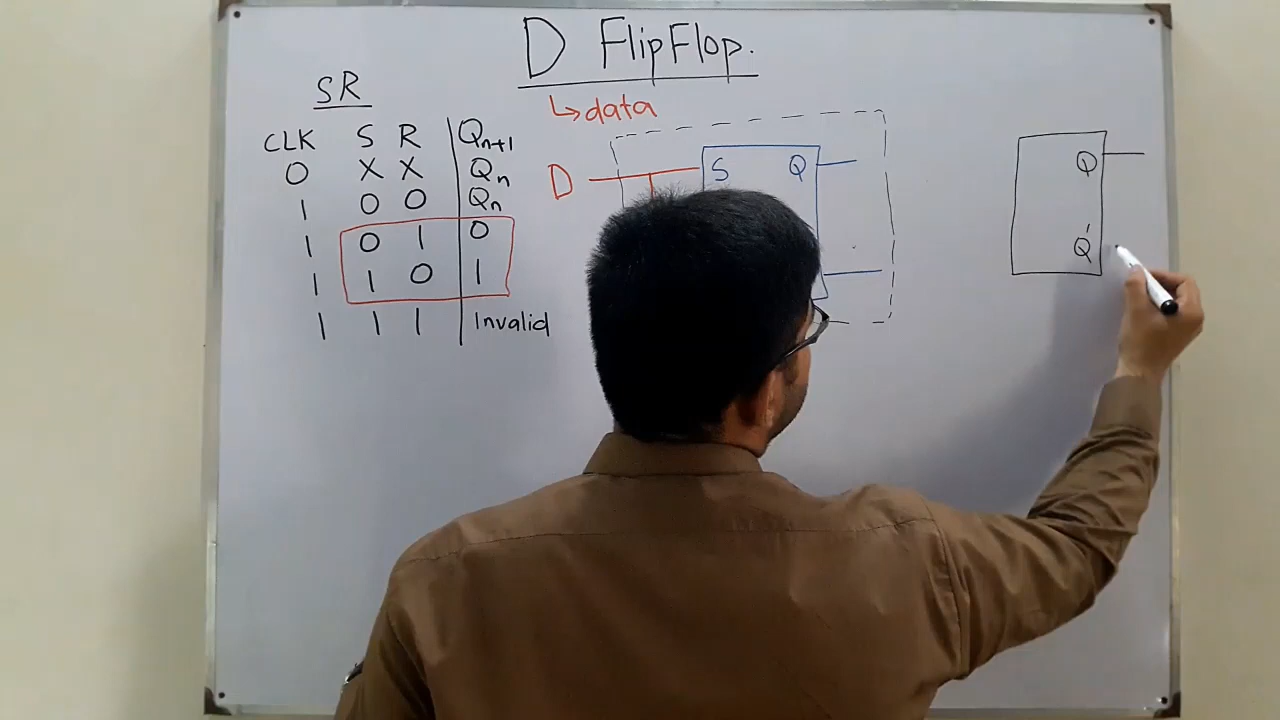 D FlipFlop.
↳data
SR
CLK S R Qn+1
0 X X Qn
1 0 0 Qn
1 0 1 0
1 1 0 1
1 1 1 Invalid
D
S Q
Q
Q'